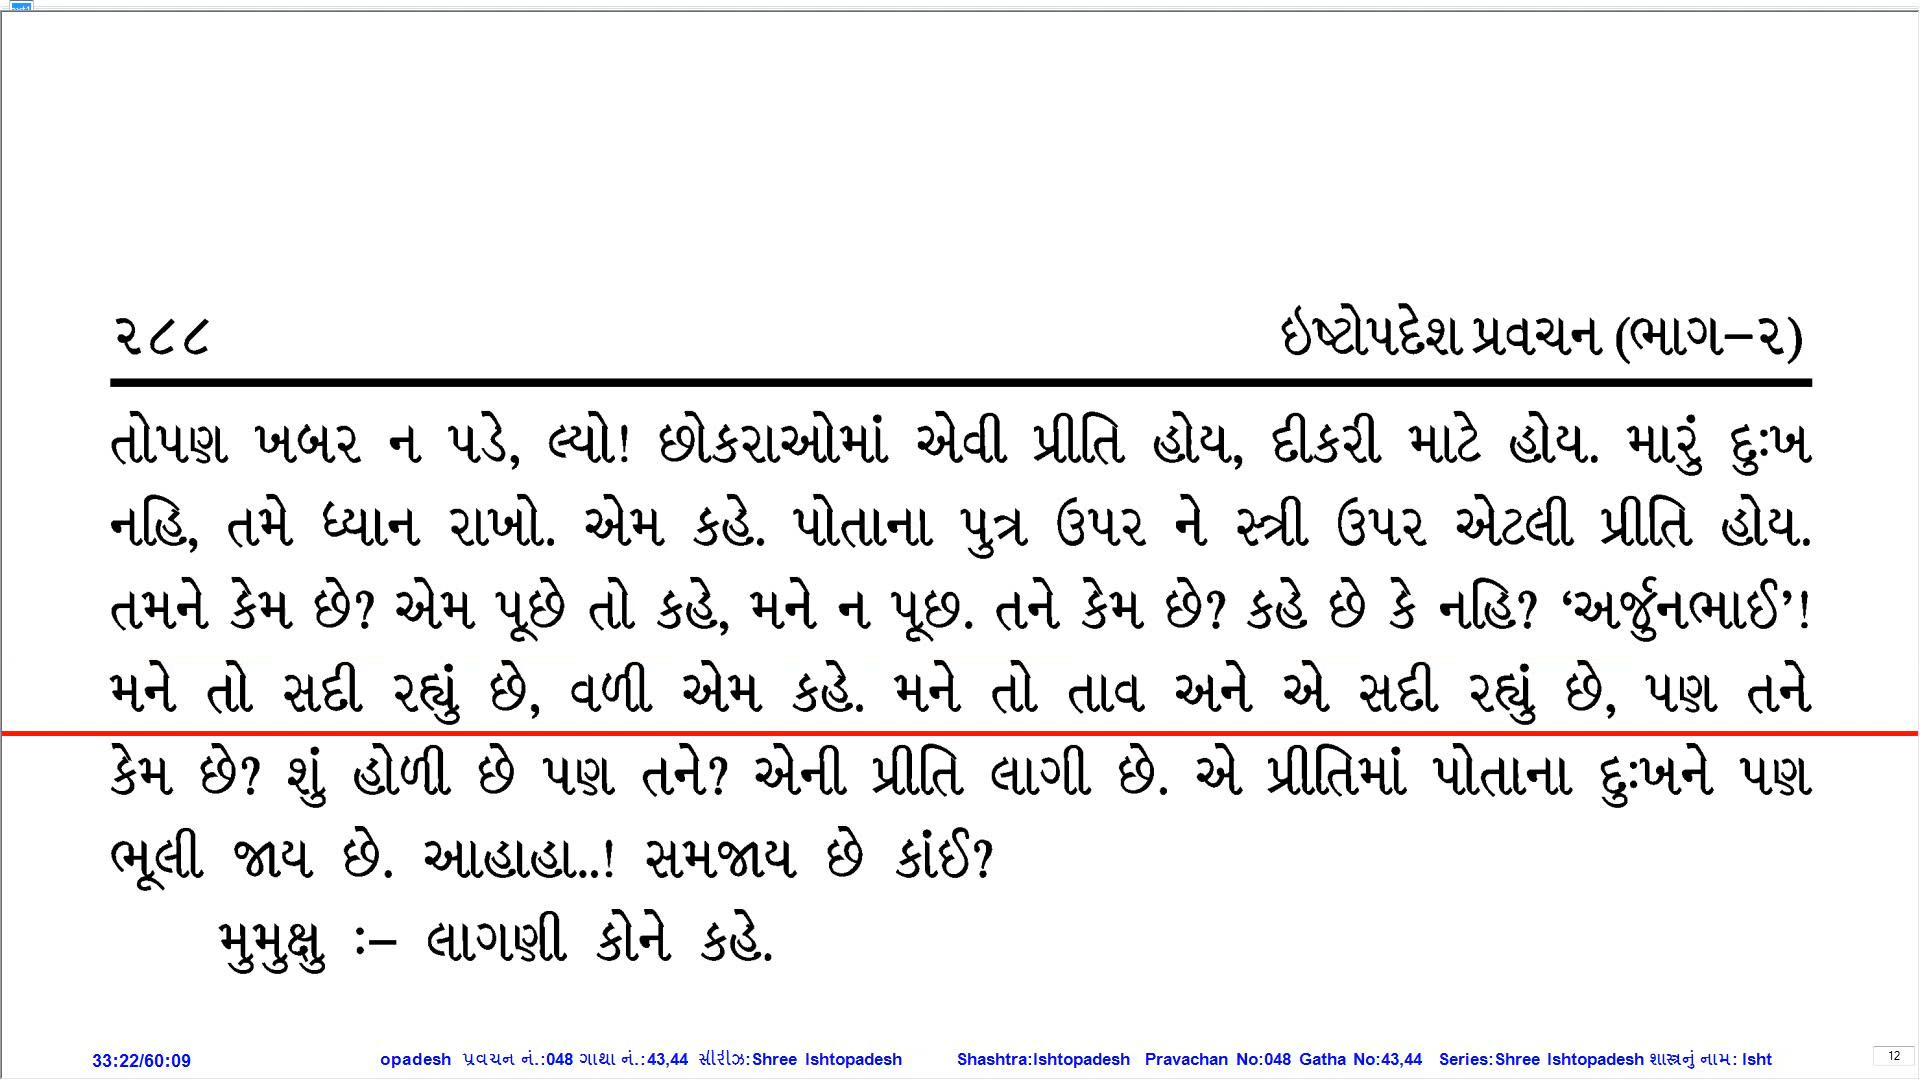 ૨૮૮ ઇષ્ટોપદેશ પ્રવચન (ભાગ–૨)
તોપણ ખબર ન પડે, લ્યો! છોકરાઓમાં એવી પ્રીતિ હોય, દીકરી માટે હોય. મારું દુઃખ
નહિ, તમે ધ્યાન રાખો. એમ કહે. પોતાના પુત્ર ઉપર ને સ્ત્રી ઉપર એટલી પ્રીતિ હોય.
તમને કેમ છે? એમ પૂછે તો કહે, મને ન પૂછ. તને કેમ છે? કહે છે કે નહિ? ‘અર્જુનભાઈ’!
મને તો સદી રહ્યું છે, વળી એમ કહે. મને તો તાવ અને એ સદી રહ્યું છે, પણ તને
કેમ છે? શું હોળી છે પણ તને? એની પ્રીતિ લાગી છે. એ પ્રીતિમાં પોતાના દુઃખને પણ
ભૂલી જાય છે. આહાહા..! સમજાય છે કાંઈ?
મુમુક્ષુ :– લાગણી કોને કહે.
33:22/60:09 opadesh પ્રવચન નં.:048 ગાથા નં.:43,44 સીરીઝ:Shree Ishtopadesh Shashtra:Ishtopadesh Pravachan No:048 Gatha No:43,44 Series:Shree Ishtopadesh શાસ્ત્રનું નામ: Isht 12